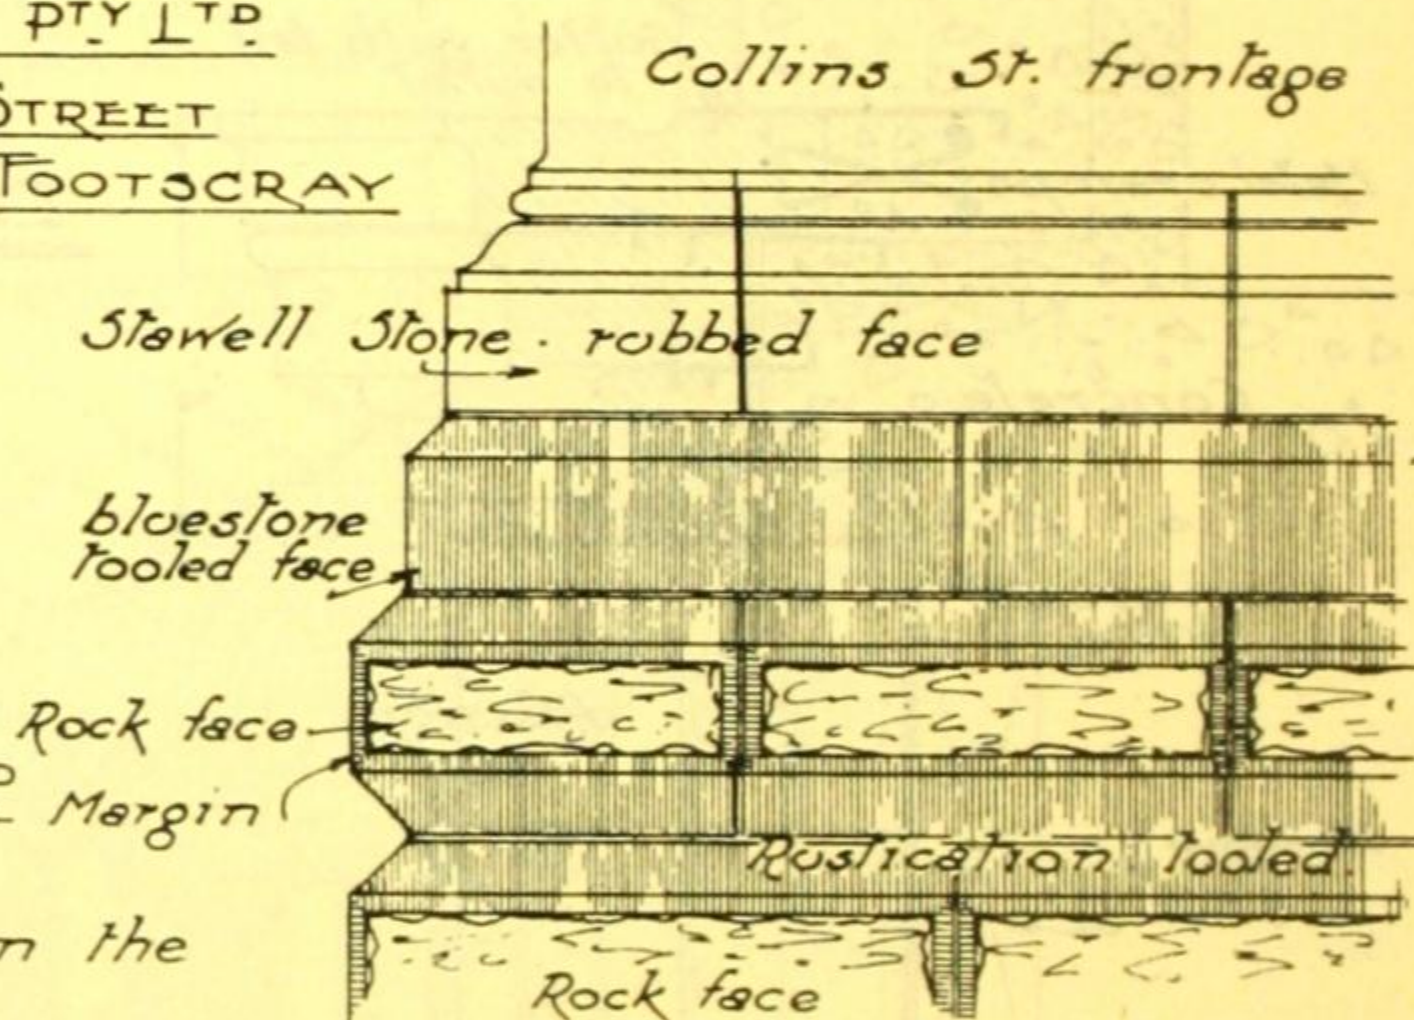 PTY LTD
STREET
FOOTSCRAY
Collins St. frontage
Stawell Stone · rubbed face
bluestone
tooled face
Rock face
Margin
Rustication tooled.
n the
Rock face